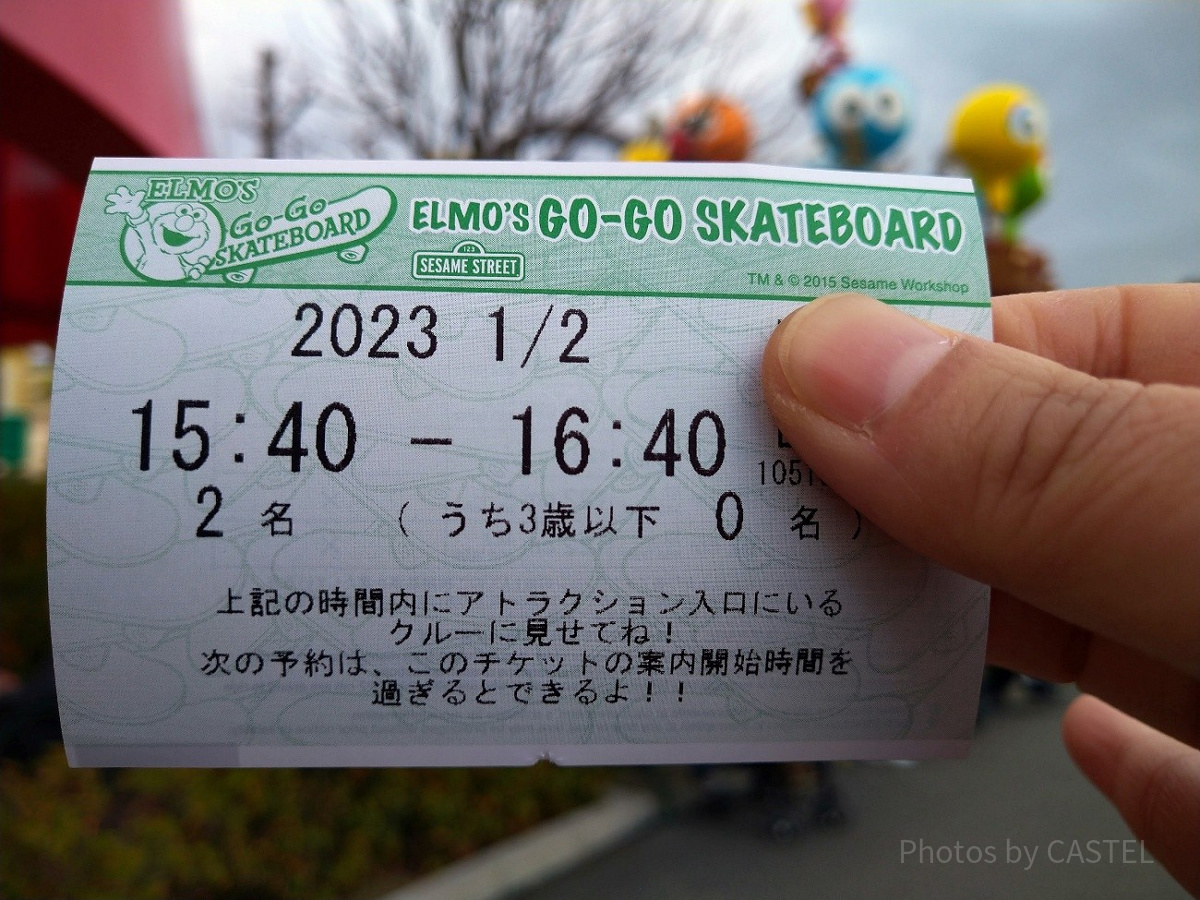 ELMO'S
Go-Go
SKATEBOARD
ELMO'S GO-GO SKATEBOARD
123
SESAME STREET
TM & © 2015 Sesame Workshop
2023 1/2
15:40 - 16:40
1051
2 名 ( うち3歳以下 0 名 )
上記の時間内にアトラクション入口にいる
クルーに見せてね!
次の予約は、このチケットの案内開始時間を
過ぎるとできるよ!!
Photos by CASTEL